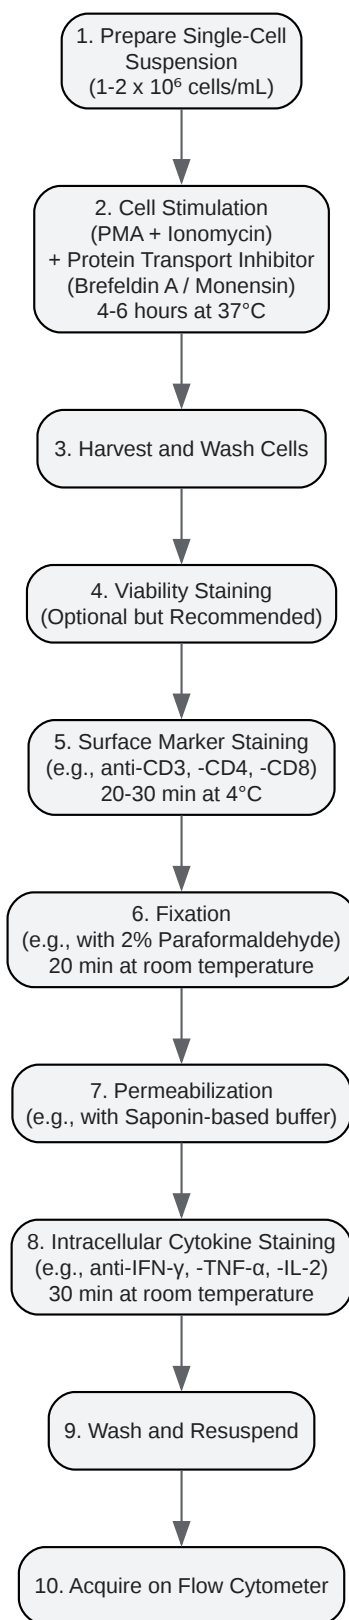 1. Prepare Single-Cell
Suspension
(1-2 x 10⁶ cells/mL)
2. Cell Stimulation
(PMA + Ionomycin)
+ Protein Transport Inhibitor
(Brefeldin A / Monensin)
4-6 hours at 37°C
3. Harvest and Wash Cells
4. Viability Staining
(Optional but Recommended)
5. Surface Marker Staining
(e.g., anti-CD3, -CD4, -CD8)
20-30 min at 4°C
6. Fixation
(e.g., with 2% Paraformaldehyde)
20 min at room temperature
7. Permeabilization
(e.g., with Saponin-based buffer)
8. Intracellular Cytokine Staining
(e.g., anti-IFN-γ, -TNF-α, -IL-2)
30 min at room temperature
9. Wash and Resuspend
10. Acquire on Flow Cytometer